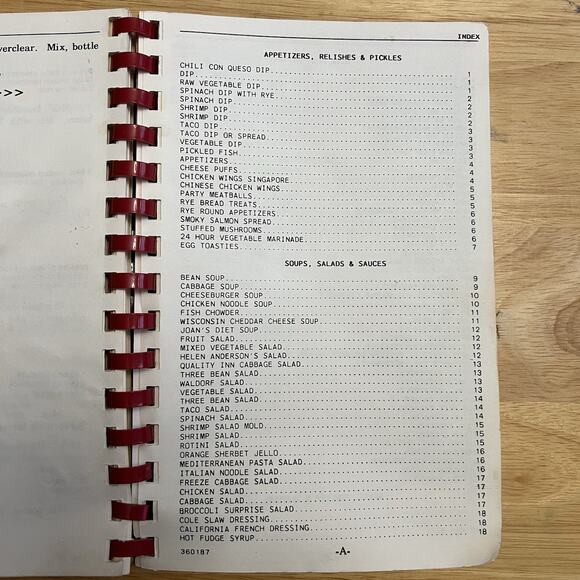 verclear. Mix, bottle
>>
INDEX
APPETIZERS, RELISHES & PICKLES
CHILI CON QUESO DIP 1
DIP 1
RAW VEGETABLE DIP 1
SPINACH DIP WITH RYE 2
SPINACH DIP 2
SHRIMP DIP 2
SHRIMP DIP 2
TACO DIP 3
TACO DIP OR SPREAD 3
VEGETABLE DIP 3
PICKLED FISH 3
APPETIZERS 4
CHEESE PUFFS 4
CHICKEN WINGS SINGAPORE 4
CHINESE CHICKEN WINGS 5
PARTY MEATBALLS 5
RYE BREAD TREATS 5
RYE ROUND APPETIZERS 6
SMOKY SALMON SPREAD 6
STUFFED MUSHROOMS 6
24 HOUR VEGETABLE MARINADE 6
EGG TOASTIES 7
SOUPS, SALADS & SAUCES
BEAN SOUP 9
CABBAGE SOUP 9
CHEESEBURGER SOUP 10
CHICKEN NOODLE SOUP 10
FISH CHOWDER 11
WISCONSIN CHEDDAR CHEESE SOUP 11
JOAN'S DIET SOUP 12
FRUIT SALAD 12
MIXED VEGETABLE SALAD 12
HELEN ANDERSON'S SALAD 12
QUALITY INN CABBAGE SALAD 13
THREE BEAN SALAD 13
WALDORF SALAD 13
VEGETABLE SALAD 13
THREE BEAN SALAD 14
TACO SALAD 14
SPINACH SALAD 14
SHRIMP SALAD MOLD 15
SHRIMP SALAD 15
ROTINI SALAD 15
ORANGE SHERBET JELLO 16
MEDITERRANEAN PASTA SALAD 16
ITALIAN NOODLE SALAD 16
FREEZE CABBAGE SALAD 17
CHICKEN SALAD 17
CABBAGE SALAD 17
BROCCOLI SURPRISE SALAD 17
COLE SLAW DRESSING 18
CALIFORNIA FRENCH DRESSING 18
HOT FUDGE SYRUP 18
360187 -A-